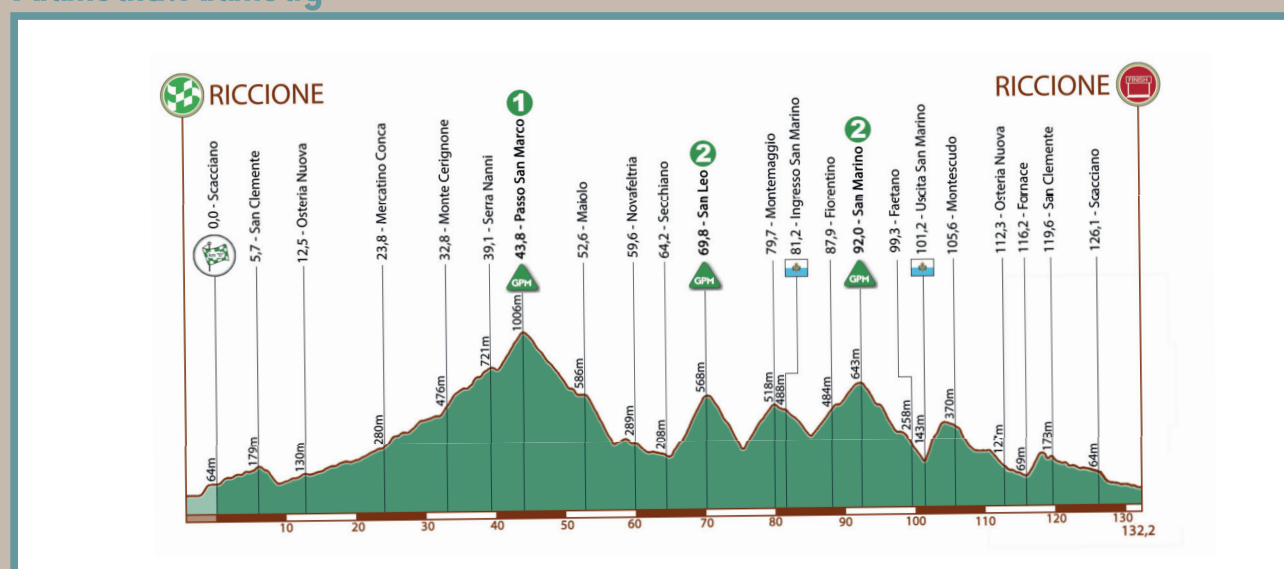 RICCIONE
RICCIONE
FINISH
0,0 - Scacciano
5,7 - San Clemente
12,5 - Osteria Nuova
23,8 - Mercatino Conca
32,8 - Monte Cerignone
39,1 - Serra Nanni
43,8 - Passo San Marco
1
52,6 - Maiolo
59,6 - Novafeltria
64,2 - Secchiano
69,8 - San Leo
2
79,7 - Montemaggio
81,2 - Ingresso San Marino
87,9 - Fiorentino
92,0 - San Marino
2
99,3 - Faetano
101,2 - Uscita San Marino
105,6 - Montescudo
112,3 - Osteria Nuova
116,2 - Fornace
119,6 - San Clemente
126,1 - Scacciano
GPM
GPM
GPM
64m
179m
130m
280m
476m
721m
1006m
586m
289m
208m
568m
518m
488m
484m
643m
258m
143m
370m
127m
69m
173m
64m
10
20
30
40
50
60
70
80
90
100
110
120
130
132,2